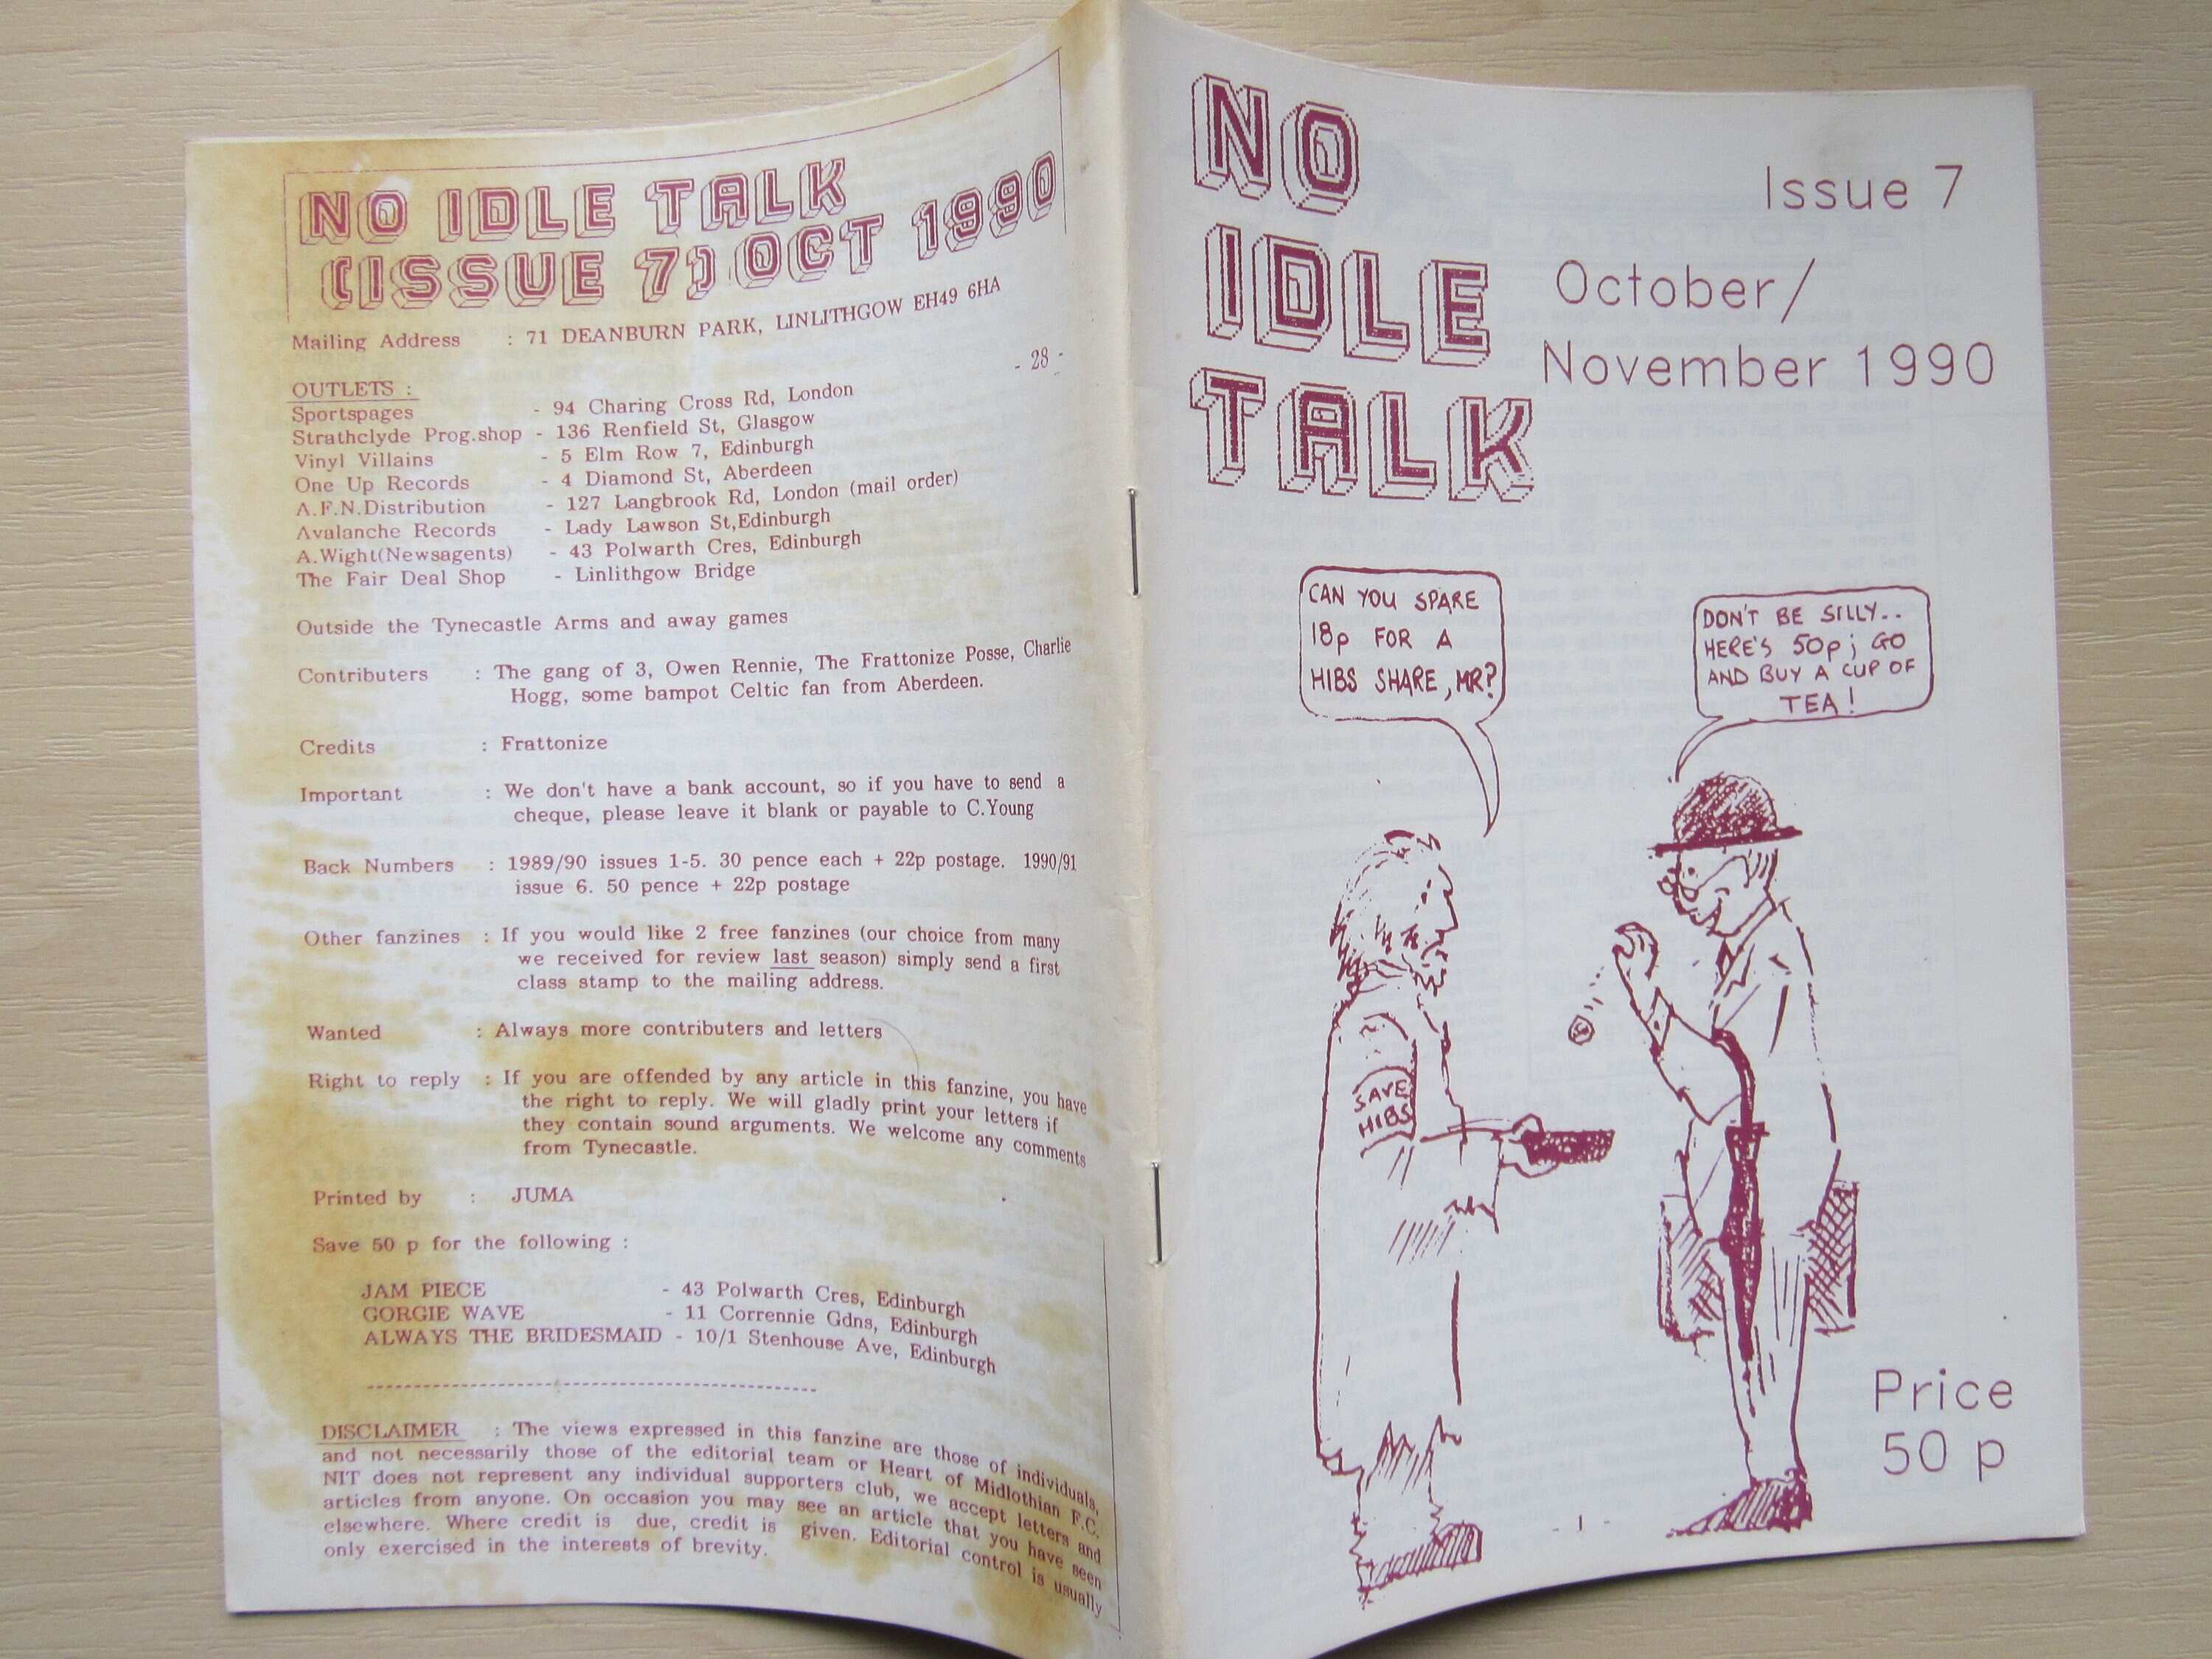 NO IDLE TALK
(ISSUE 7) OCT 1990
Mailing Address : 71 DEANBURN PARK, LINLITHGOW EH49 6HA
- 28 -
OUTLETS :
Sportspages - 94 Charing Cross Rd, London
Strathclyde Prog.shop - 136 Renfield St, Glasgow
Vinyl Villains - 5 Elm Row 7, Edinburgh
One Up Records - 4 Diamond St, Aberdeen
A.F.N.Distribution - 127 Langbrook Rd, London (mail order)
Avalanche Records - Lady Lawson St,Edinburgh
A.Wight(Newsagents) - 43 Polwarth Cres, Edinburgh
The Fair Deal Shop - Linlithgow Bridge
Outside the Tynecastle Arms and away games
Contributers : The gang of 3, Owen Rennie, The Frattonize Posse, Charlie
Hogg, some bampot Celtic fan from Aberdeen.
Credits : Frattonize
Important : We don't have a bank account, so if you have to send a
cheque, please leave it blank or payable to C.Young
Back Numbers : 1989/90 issues 1-5. 30 pence each + 22p postage. 1990/91
issue 6. 50 pence + 22p postage
Other fanzines : If you would like 2 free fanzines (our choice from many
we received for review last season) simply send a first
class stamp to the mailing address.
Wanted : Always more contributers and letters
Right to reply : If you are offended by any article in this fanzine, you have
the right to reply. We will gladly print your letters if
they contain sound arguments. We welcome any comments
from Tynecastle.
Printed by : JUMA
Save 50 p for the following :
JAM PIECE - 43 Polwarth Cres, Edinburgh
GORGIE WAVE - 11 Corrennie Gdns, Edinburgh
ALWAYS THE BRIDESMAID - 10/1 Stenhouse Ave, Edinburgh
DISCLAIMER : The views expressed in this fanzine are those of individuals,
and not necessarily those of the editorial team or Heart of Midlothian F.C.
NIT does not represent any individual supporters club, we accept letters and
articles from anyone. On occasion you may see an article that you have seen
elsewhere. Where credit is due, credit is given. Editorial control is usually
only exercised in the interests of brevity.
NO
IDLE
TALK
Issue 7
October/
November 1990
CAN YOU SPARE
18p FOR A
HIBS SHARE, MR?
DON'T BE SILLY..
HERE'S 50p; GO
AND BUY A CUP OF
TEA!
SAVE
HIBS
Price
50 p
- 1 -